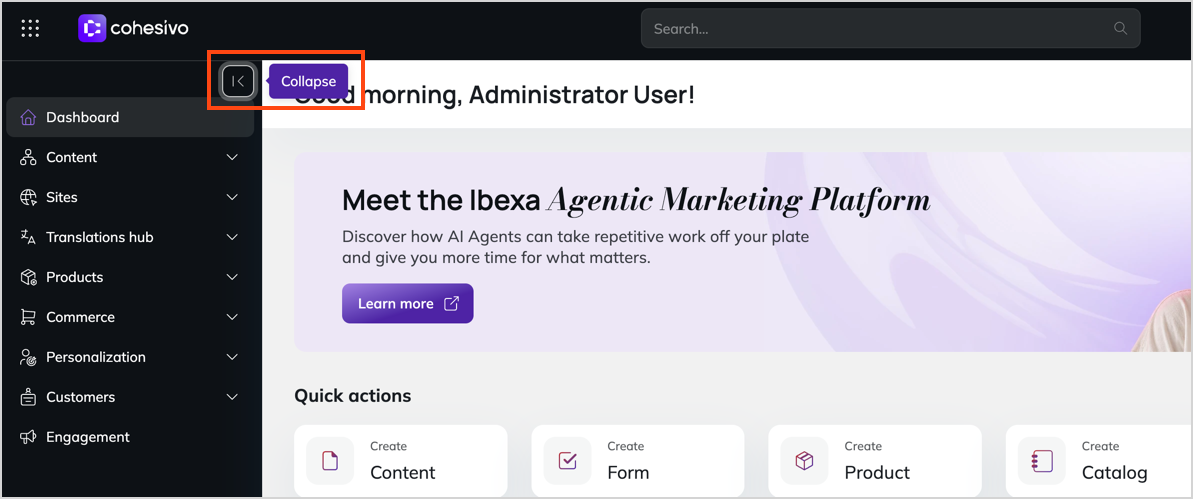 cohesivo
Search...
Collapse
Good morning, Administrator User!
Dashboard
Content
Sites
Translations hub
Products
Commerce
Personalization
Customers
Engagement
Meet the Ibexa Agentic Marketing Platform
Discover how AI Agents can take repetitive work off your plate
and give you more time for what matters.
Learn more
Quick actions
Create
Content
Create
Form
Create
Product
Create
Catalog